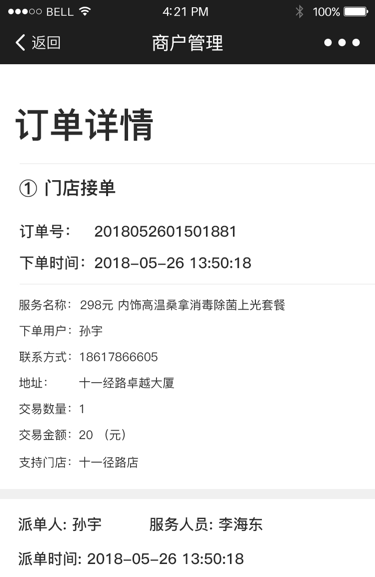 BELL 4:21 PM 100%
返回 商户管理
订单详情
① 门店接单
订单号： 2018052601501881
下单时间：2018-05-26 13:50:18
服务名称：298元 内饰高温桑拿消毒除菌上光套餐
下单用户：孙宇
联系方式：18617866605
地址： 十一经路卓越大厦
交易数量：1
交易金额：20 （元）
支持门店：十一径路店
派单人: 孙宇 服务人员: 李海东
派单时间: 2018-05-26 13:50:18